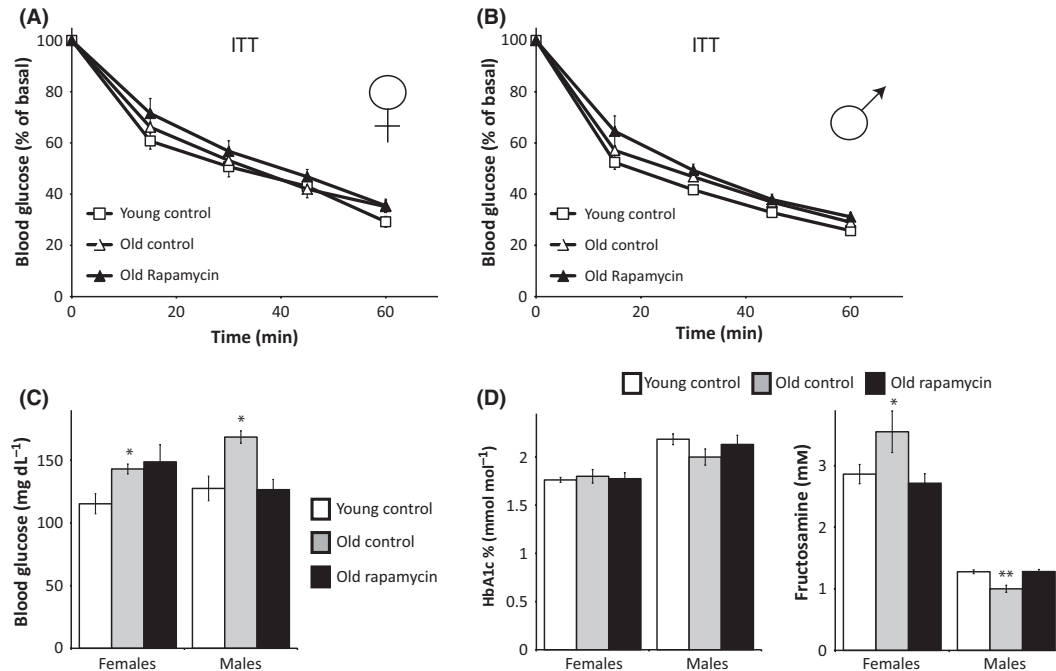 (A)
ITT
Blood glucose (% of basal)
100
80
60
40
20
0
Young control
Old control
Old Rapamycin
0 20 40 60
Time (min)
(B)
ITT
Blood glucose (% of basal)
100
80
60
40
20
0
Young control
Old control
Old Rapamycin
0 20 40 60
Time (min)
(C)
Blood glucose (mg dL⁻¹)
150
100
50
0
* *
Females Males
Young control
Old control
Old rapamycin
(D)
Young control Old control Old rapamycin
HbA1c % (mmol mol⁻¹)
2
1.5
1
0.5
0
Females Males
Fructosamine (mM)
3
2
1
0
*
**
Females Males